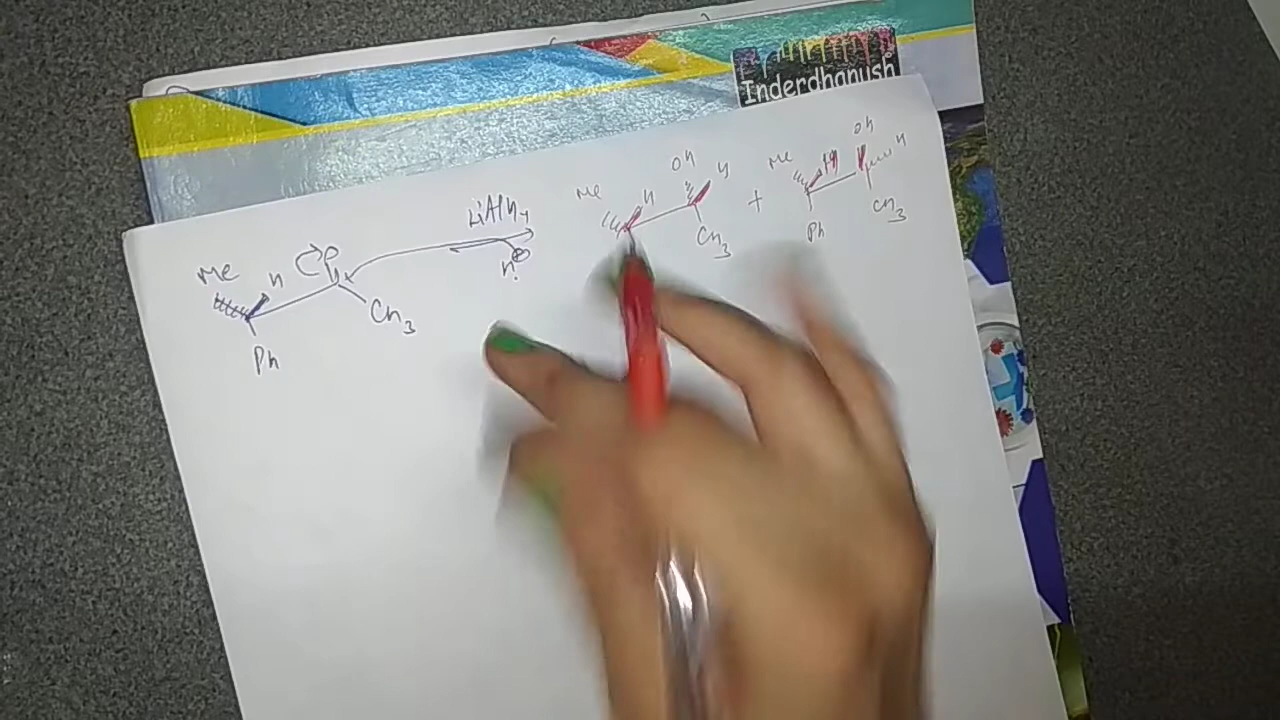 Inderdhanush
LiAlH4
H⊕
Me H O
CH3
Ph
Me H OH H
CH3
+
Me H OH H
CH3
Ph